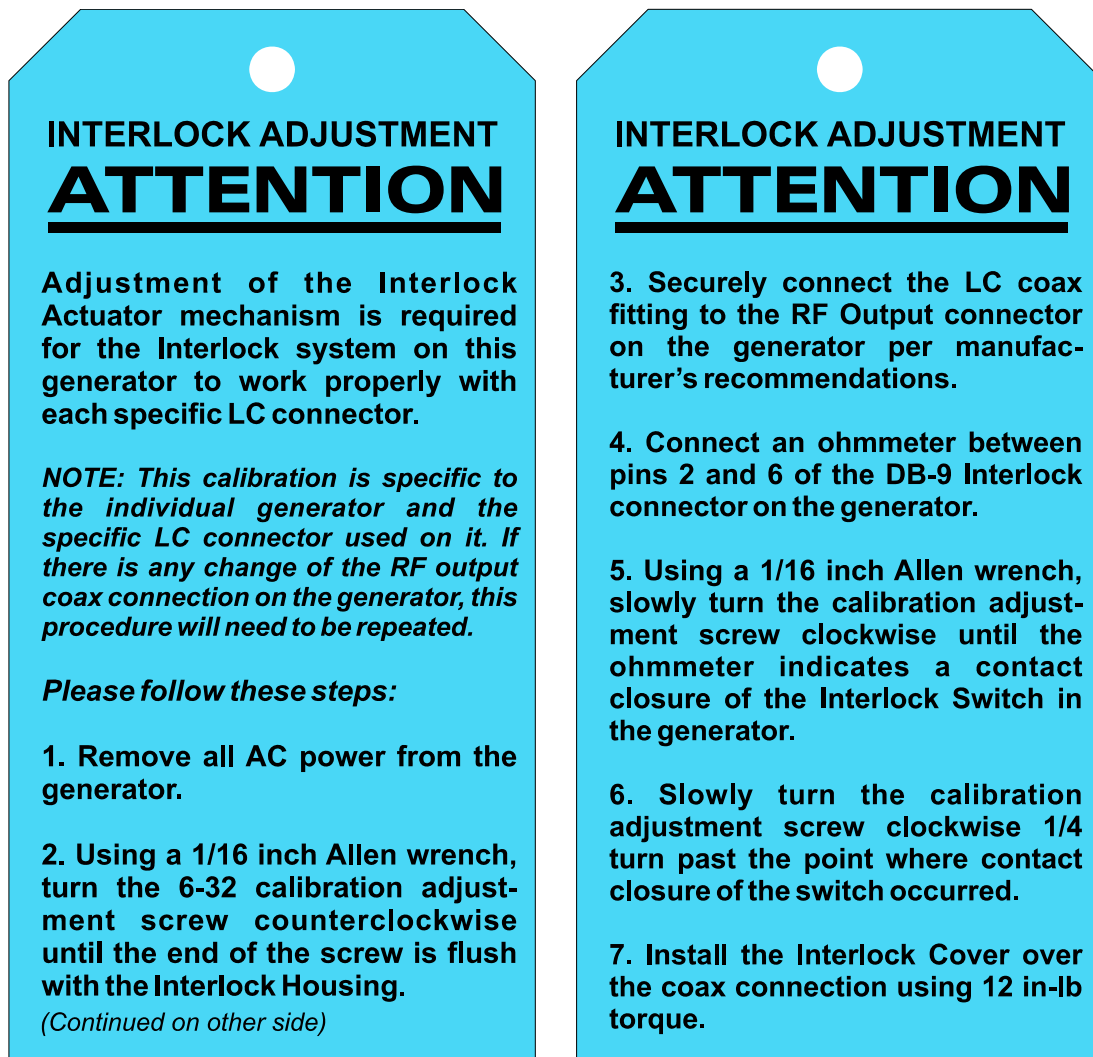 INTERLOCK ADJUSTMENT
ATTENTION
Adjustment of the Interlock
Actuator mechanism is required
for the Interlock system on this
generator to work properly with
each specific LC connector.
NOTE: This calibration is specific to
the individual generator and the
specific LC connector used on it. If
there is any change of the RF output
coax connection on the generator, this
procedure will need to be repeated.
Please follow these steps:
1. Remove all AC power from the
generator.
2. Using a 1/16 inch Allen wrench,
turn the 6-32 calibration adjust-
ment screw counterclockwise
until the end of the screw is flush
with the Interlock Housing.
(Continued on other side)
INTERLOCK ADJUSTMENT
ATTENTION
3. Securely connect the LC coax
fitting to the RF Output connector
on the generator per manufac-
turer's recommendations.
4. Connect an ohmmeter between
pins 2 and 6 of the DB-9 Interlock
connector on the generator.
5. Using a 1/16 inch Allen wrench,
slowly turn the calibration adjust-
ment screw clockwise until the
ohmmeter indicates a contact
closure of the Interlock Switch in
the generator.
6. Slowly turn the calibration
adjustment screw clockwise 1/4
turn past the point where contact
closure of the switch occurred.
7. Install the Interlock Cover over
the coax connection using 12 in-lb
torque.